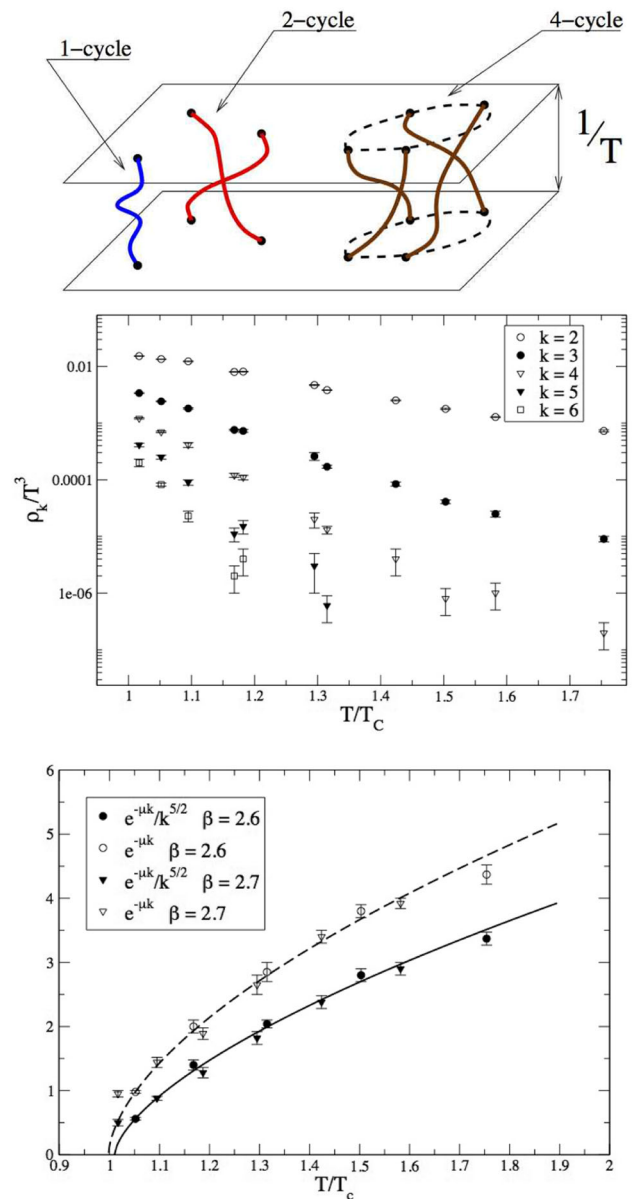 1-cycle
2-cycle
4-cycle
1/T
k = 2
k = 3
k = 4
k = 5
k = 6
0.01
0.0001
1e-06
ρₖ/T³
1
1.1
1.2
1.3
1.4
1.5
1.6
1.7
T/T_C
6
5
4
3
2
1
0
e^{-μk}/k^{5/2} β = 2.6
e^{-μk} β = 2.6
e^{-μk}/k^{5/2} β = 2.7
e^{-μk} β = 2.7
0.9
1
1.1
1.2
1.3
1.4
1.5
1.6
1.7
1.8
1.9
2
T/T_c